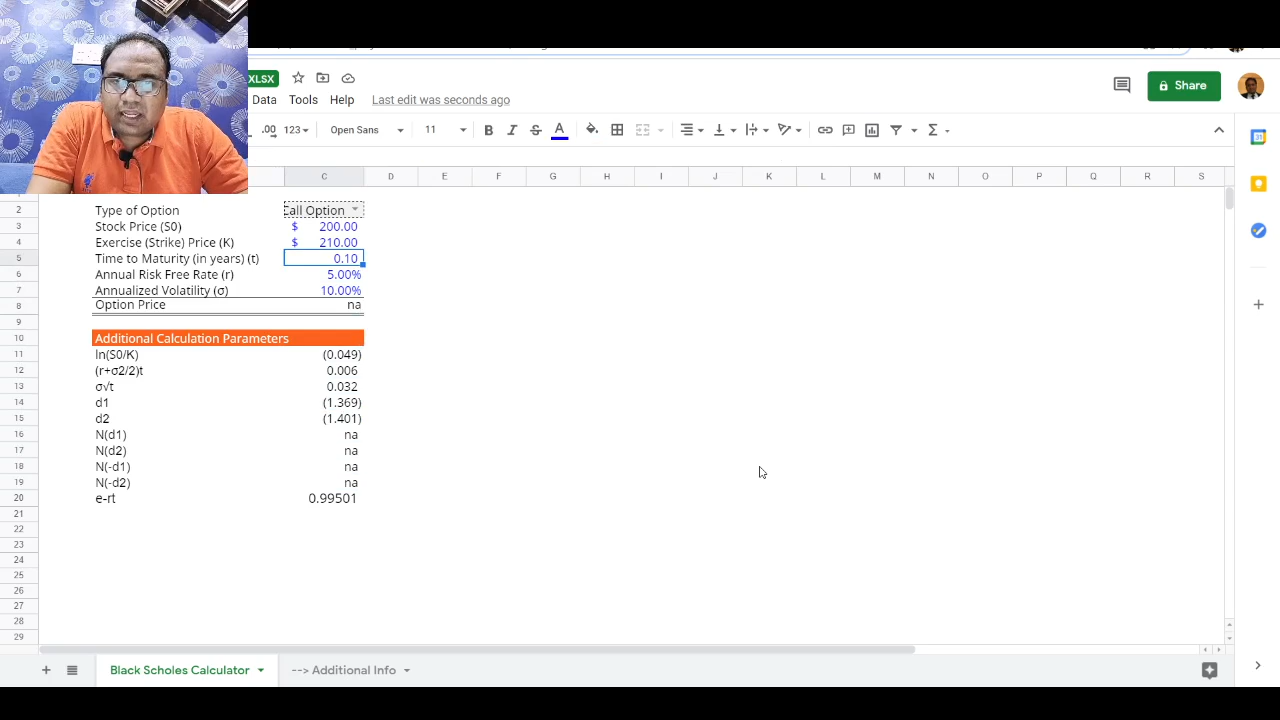 XLSX
Data Tools Help Last edit was seconds ago
Share
.00 123 Open Sans 11 B I S A Σ
C D E F G H I J K L M N O P Q R S
2 Type of Option Call Option
3 Stock Price (S0) $ 200.00
4 Exercise (Strike) Price (K) $ 210.00
5 Time to Maturity (in years) (t) 0.10
6 Annual Risk Free Rate (r) 5.00%
7 Annualized Volatility (σ) 10.00%
8 Option Price na
9
10 Additional Calculation Parameters
11 ln(S0/K) (0.049)
12 (r+σ2/2)t 0.006
13 σ√t 0.032
14 d1 (1.369)
15 d2 (1.401)
16 N(d1) na
17 N(d2) na
18 N(-d1) na
19 N(-d2) na
20 e-rt 0.99501
21
22
23
24
25
26
27
28
29
Black Scholes Calculator --> Additional Info